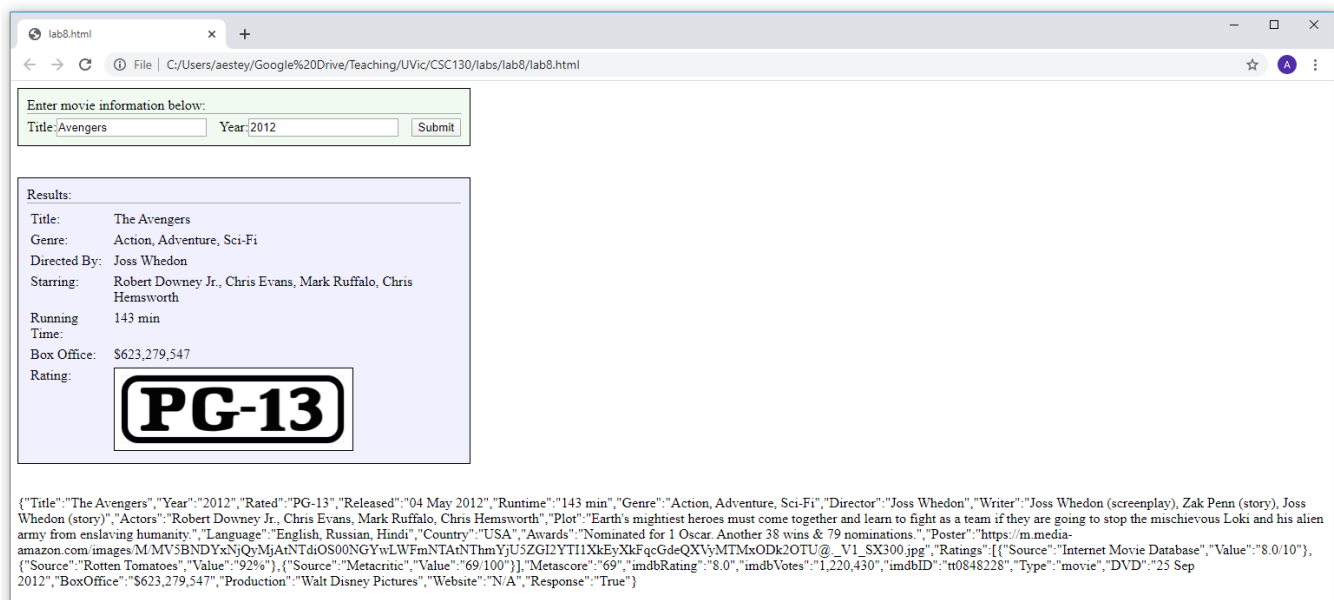 lab8.html
File | C:/Users/aestey/Google%20Drive/Teaching/UVic/CSC130/labs/lab8/lab8.html
A
Enter movie information below:
Title:Avengers Year:2012 Submit
Results:
Title: The Avengers
Genre: Action, Adventure, Sci-Fi
Directed By: Joss Whedon
Starring: Robert Downey Jr., Chris Evans, Mark Ruffalo, Chris
Hemsworth
Running 143 min
Time:
Box Office: $623,279,547
Rating:
PG-13
{"Title":"The Avengers","Year":"2012","Rated":"PG-13","Released":"04 May 2012","Runtime":"143 min","Genre":"Action, Adventure, Sci-Fi","Director":"Joss Whedon","Writer":"Joss Whedon (screenplay), Zak Penn (story), Joss
Whedon (story)","Actors":"Robert Downey Jr., Chris Evans, Mark Ruffalo, Chris Hemsworth","Plot":"Earth's mightiest heroes must come together and learn to fight as a team if they are going to stop the mischievous Loki and his alien
army from enslaving humanity.","Language":"English, Russian, Hindi","Country":"USA","Awards":"Nominated for 1 Oscar. Another 38 wins & 79 nominations.","Poster":"https://m.media-
amazon.com/images/M/MV5BNDYxNjQyMjAtNTdiOS00NGYwLWFmNTAtNThmYjU5ZGI2YTI1XkEyXkFqcGdeQXVyMTMxODk2OTU@._V1_SX300.jpg","Ratings":[{"Source":"Internet Movie Database","Value":"8.0/10"},
{"Source":"Rotten Tomatoes","Value":"92%"},{"Source":"Metacritic","Value":"69/100"}],"Metascore":"69","imdbRating":"8.0","imdbVotes":"1,220,430","imdbID":"tt0848228","Type":"movie","DVD":"25 Sep
2012","BoxOffice":"$623,279,547","Production":"Walt Disney Pictures","Website":"N/A","Response":"True"}